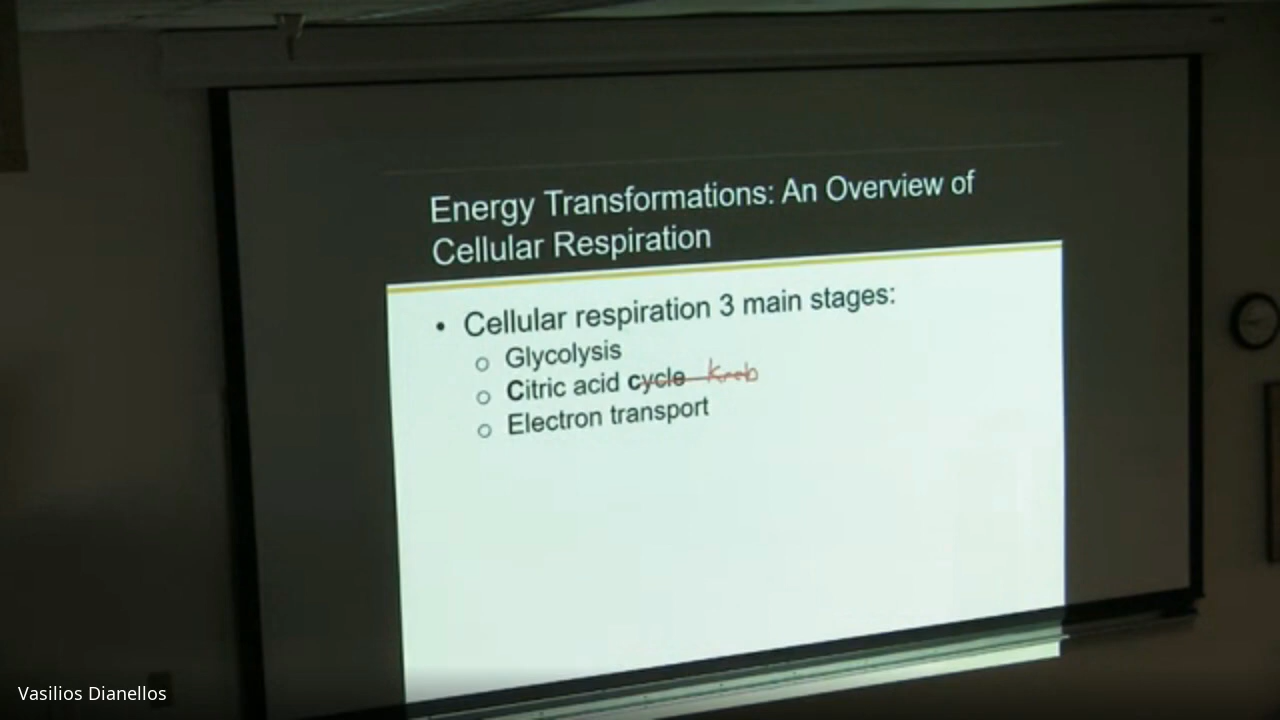 Energy Transformations: An Overview of
Cellular Respiration
• Cellular respiration 3 main stages:
o Glycolysis
o Citric acid cycle Kreb
o Electron transport
Vasilios Dianellos